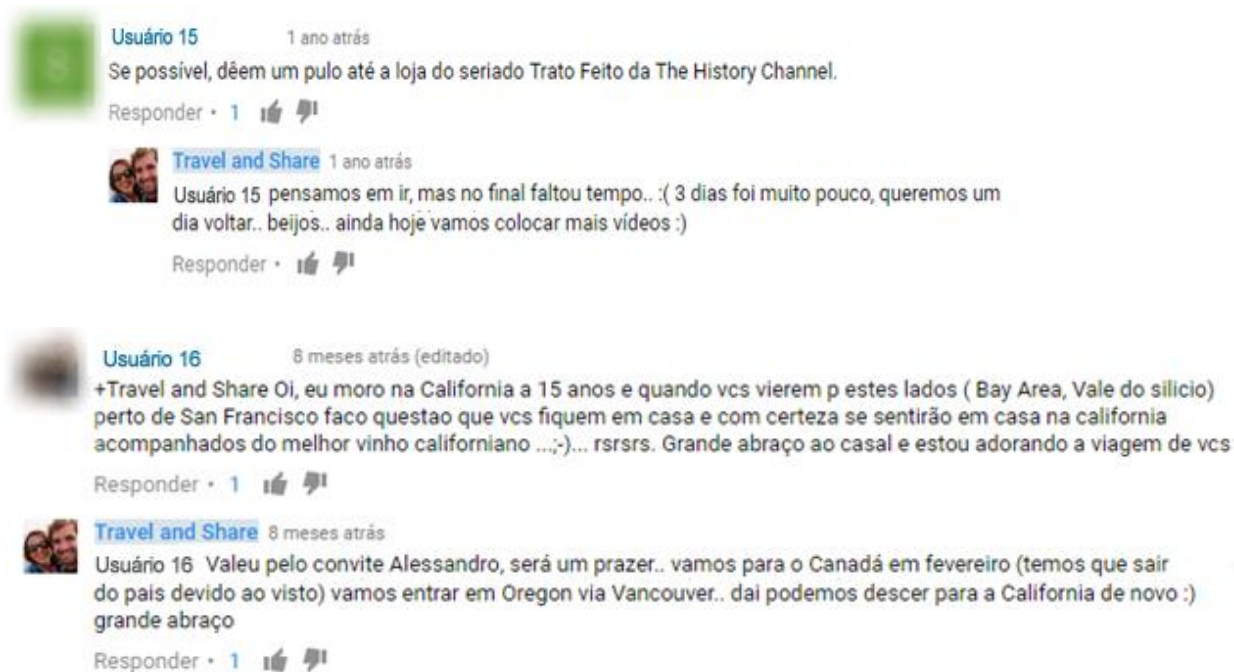 Usuário 15 1 ano atrás
Se possível, dêem um pulo até a loja do seriado Trato Feito da The History Channel.
Responder • 1
Travel and Share 1 ano atrás
Usuário 15 pensamos em ir, mas no final faltou tempo.. :( 3 dias foi muito pouco, queremos um
dia voltar.. beijos.. ainda hoje vamos colocar mais vídeos :)
Responder •
Usuário 16 8 meses atrás (editado)
+Travel and Share Oi, eu moro na California a 15 anos e quando vcs vierem p estes lados ( Bay Area, Vale do silicio)
perto de San Francisco faco questao que vcs fiquem em casa e com certeza se sentirão em casa na california
acompanhados do melhor vinho californiano ...;-)... rsrsrs. Grande abraço ao casal e estou adorando a viagem de vcs
Responder • 1
Travel and Share 8 meses atrás
Usuário 16 Valeu pelo convite Alessandro, será um prazer.. vamos para o Canadá em fevereiro (temos que sair
do pais devido ao visto) vamos entrar em Oregon via Vancouver.. dai podemos descer para a California de novo :)
grande abraço
Responder • 1